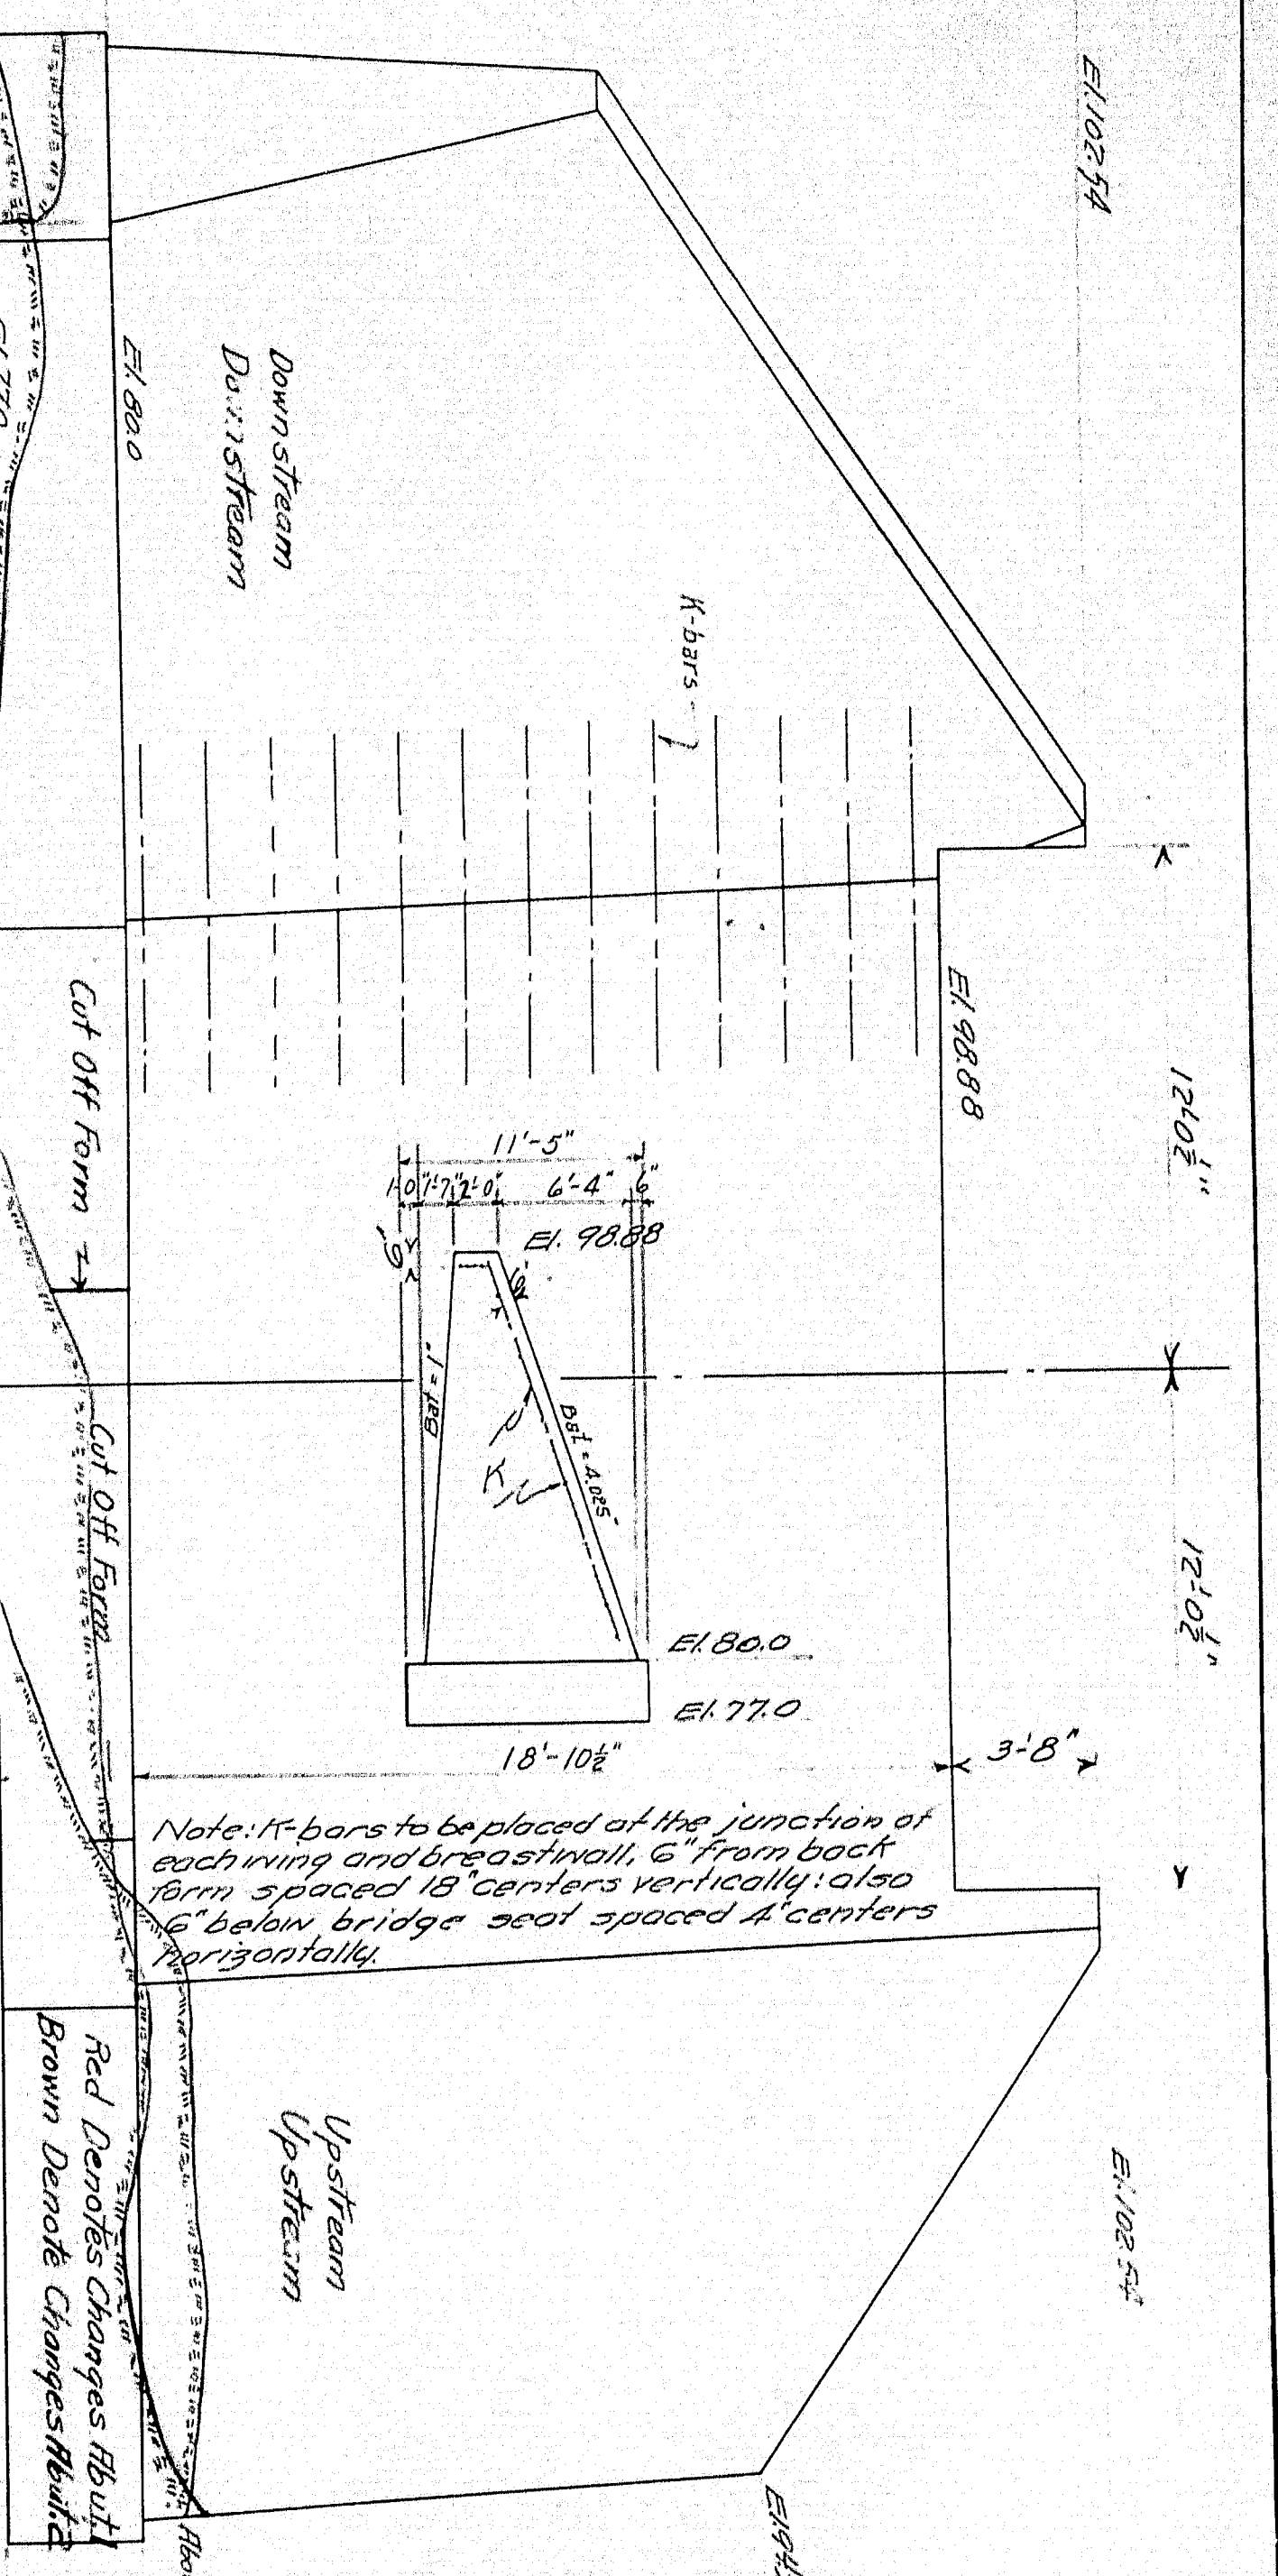 El. 102.54
12'-0½"
12'-0½"
El. 102.54
El. 98.88
3'-8"
K-bars
Downstream
Downstream
El. 80.0
11'-5"
1'-0"
1'-7"
2'-0"
6'-4"
6"
El. 98.88
6"
6"
Bat = 1"
Bat = 4.025"
K
El. 80.0
El. 77.0
18'-10½"
Note: K-bars to be placed at the junction of
each wing and breastwall, 6" from back
form spaced 18" centers vertically: also
6" below bridge seat spaced 4" centers
horizontally.
Upstream
Upstream
Cut Off Form
Cut Off Form
Red Denotes Changes Abut. 1
Brown Denote Changes Abut. 2
El. 77.0